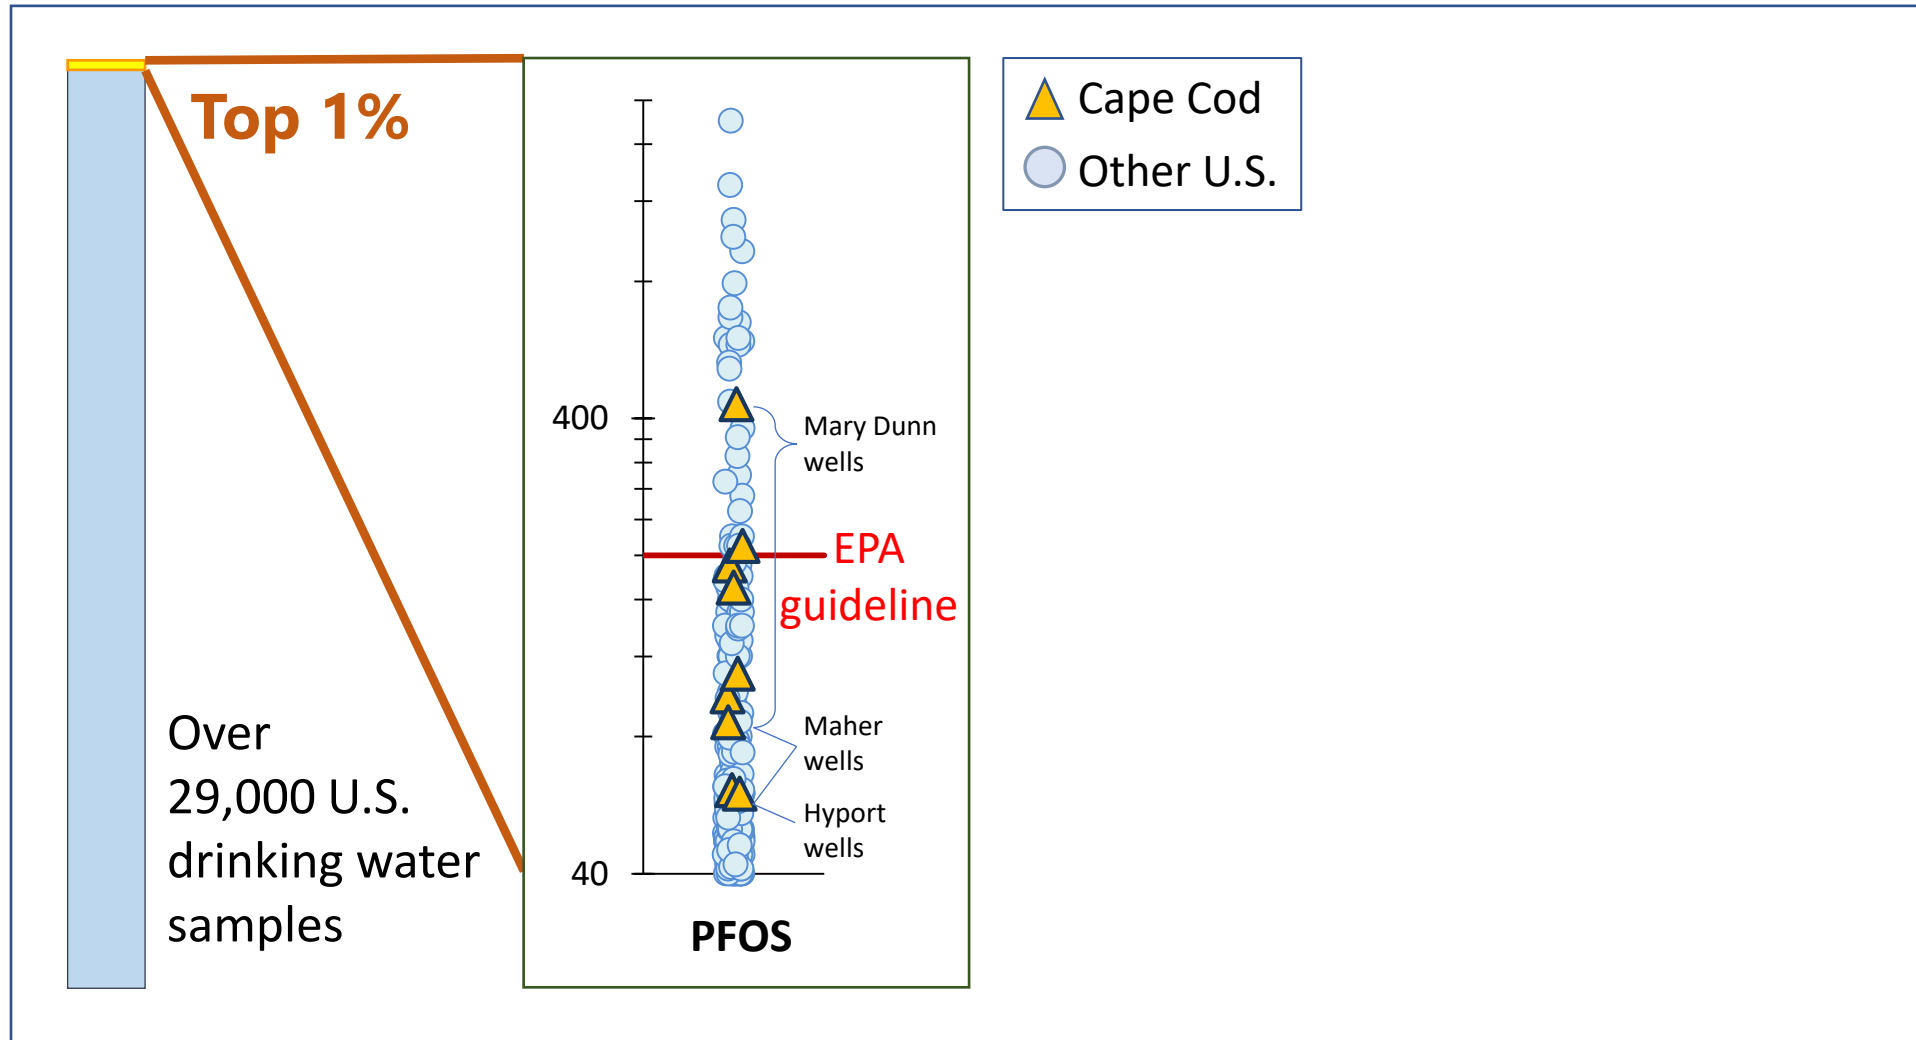 Top 1%
Over
29,000 U.S.
drinking water
samples
400
40
Mary Dunn
wells
EPA
guideline
Maher
wells
Hyport
wells
PFOS
Cape Cod
Other U.S.